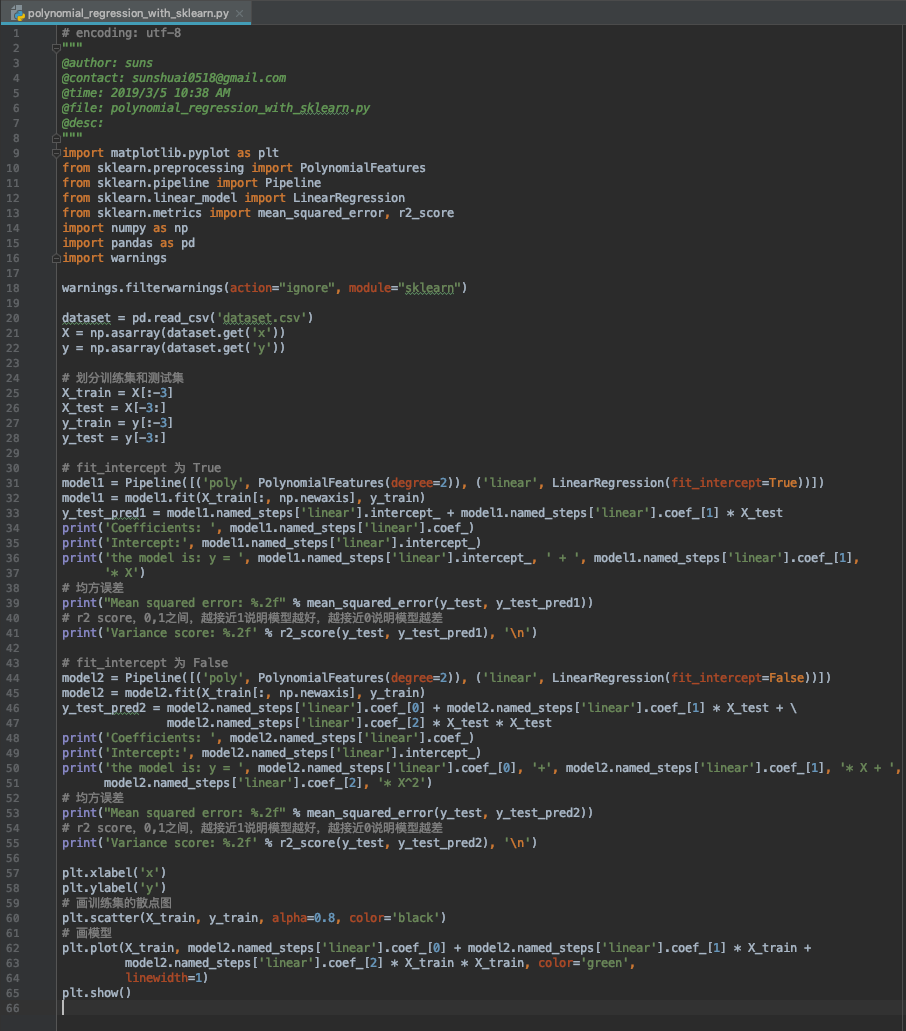 polynomial_regression_with_sklearn.py ×
1 # encoding: utf-8
2 """
3 @author: suns
4 @contact: sunshuai0518@gmail.com
5 @time: 2019/3/5 10:38 AM
6 @file: polynomial_regression_with_sklearn.py
7 @desc:
8 """
9 import matplotlib.pyplot as plt
10 from sklearn.preprocessing import PolynomialFeatures
11 from sklearn.pipeline import Pipeline
12 from sklearn.linear_model import LinearRegression
13 from sklearn.metrics import mean_squared_error, r2_score
14 import numpy as np
15 import pandas as pd
16 import warnings
17
18 warnings.filterwarnings(action="ignore", module="sklearn")
19
20 dataset = pd.read_csv('dataset.csv')
21 X = np.asarray(dataset.get('x'))
22 y = np.asarray(dataset.get('y'))
23
24 # 划分训练集和测试集
25 X_train = X[:-3]
26 X_test = X[-3:]
27 y_train = y[:-3]
28 y_test = y[-3:]
29
30 # fit_intercept 为 True
31 model1 = Pipeline([('poly', PolynomialFeatures(degree=2)), ('linear', LinearRegression(fit_intercept=True))])
32 model1 = model1.fit(X_train[:, np.newaxis], y_train)
33 y_test_pred1 = model1.named_steps['linear'].intercept_ + model1.named_steps['linear'].coef_[1] * X_test
34 print('Coefficients: ', model1.named_steps['linear'].coef_)
35 print('Intercept:', model1.named_steps['linear'].intercept_)
36 print('the model is: y = ', model1.named_steps['linear'].intercept_, ' + ', model1.named_steps['linear'].coef_[1],
37 '* X')
38 # 均方误差
39 print("Mean squared error: %.2f" % mean_squared_error(y_test, y_test_pred1))
40 # r2 score，0,1之间，越接近1说明模型越好，越接近0说明模型越差
41 print('Variance score: %.2f' % r2_score(y_test, y_test_pred1), '\n')
42
43 # fit_intercept 为 False
44 model2 = Pipeline([('poly', PolynomialFeatures(degree=2)), ('linear', LinearRegression(fit_intercept=False))])
45 model2 = model2.fit(X_train[:, np.newaxis], y_train)
46 y_test_pred2 = model2.named_steps['linear'].coef_[0] + model2.named_steps['linear'].coef_[1] * X_test + \
47 model2.named_steps['linear'].coef_[2] * X_test * X_test
48 print('Coefficients: ', model2.named_steps['linear'].coef_)
49 print('Intercept:', model2.named_steps['linear'].intercept_)
50 print('the model is: y = ', model2.named_steps['linear'].coef_[0], '+', model2.named_steps['linear'].coef_[1], '* X + ',
51 model2.named_steps['linear'].coef_[2], '* X^2')
52 # 均方误差
53 print("Mean squared error: %.2f" % mean_squared_error(y_test, y_test_pred2))
54 # r2 score，0,1之间，越接近1说明模型越好，越接近0说明模型越差
55 print('Variance score: %.2f' % r2_score(y_test, y_test_pred2), '\n')
56
57 plt.xlabel('x')
58 plt.ylabel('y')
59 # 画训练集的散点图
60 plt.scatter(X_train, y_train, alpha=0.8, color='black')
61 # 画模型
62 plt.plot(X_train, model2.named_steps['linear'].coef_[0] + model2.named_steps['linear'].coef_[1] * X_train +
63 model2.named_steps['linear'].coef_[2] * X_train * X_train, color='green',
64 linewidth=1)
65 plt.show()
66